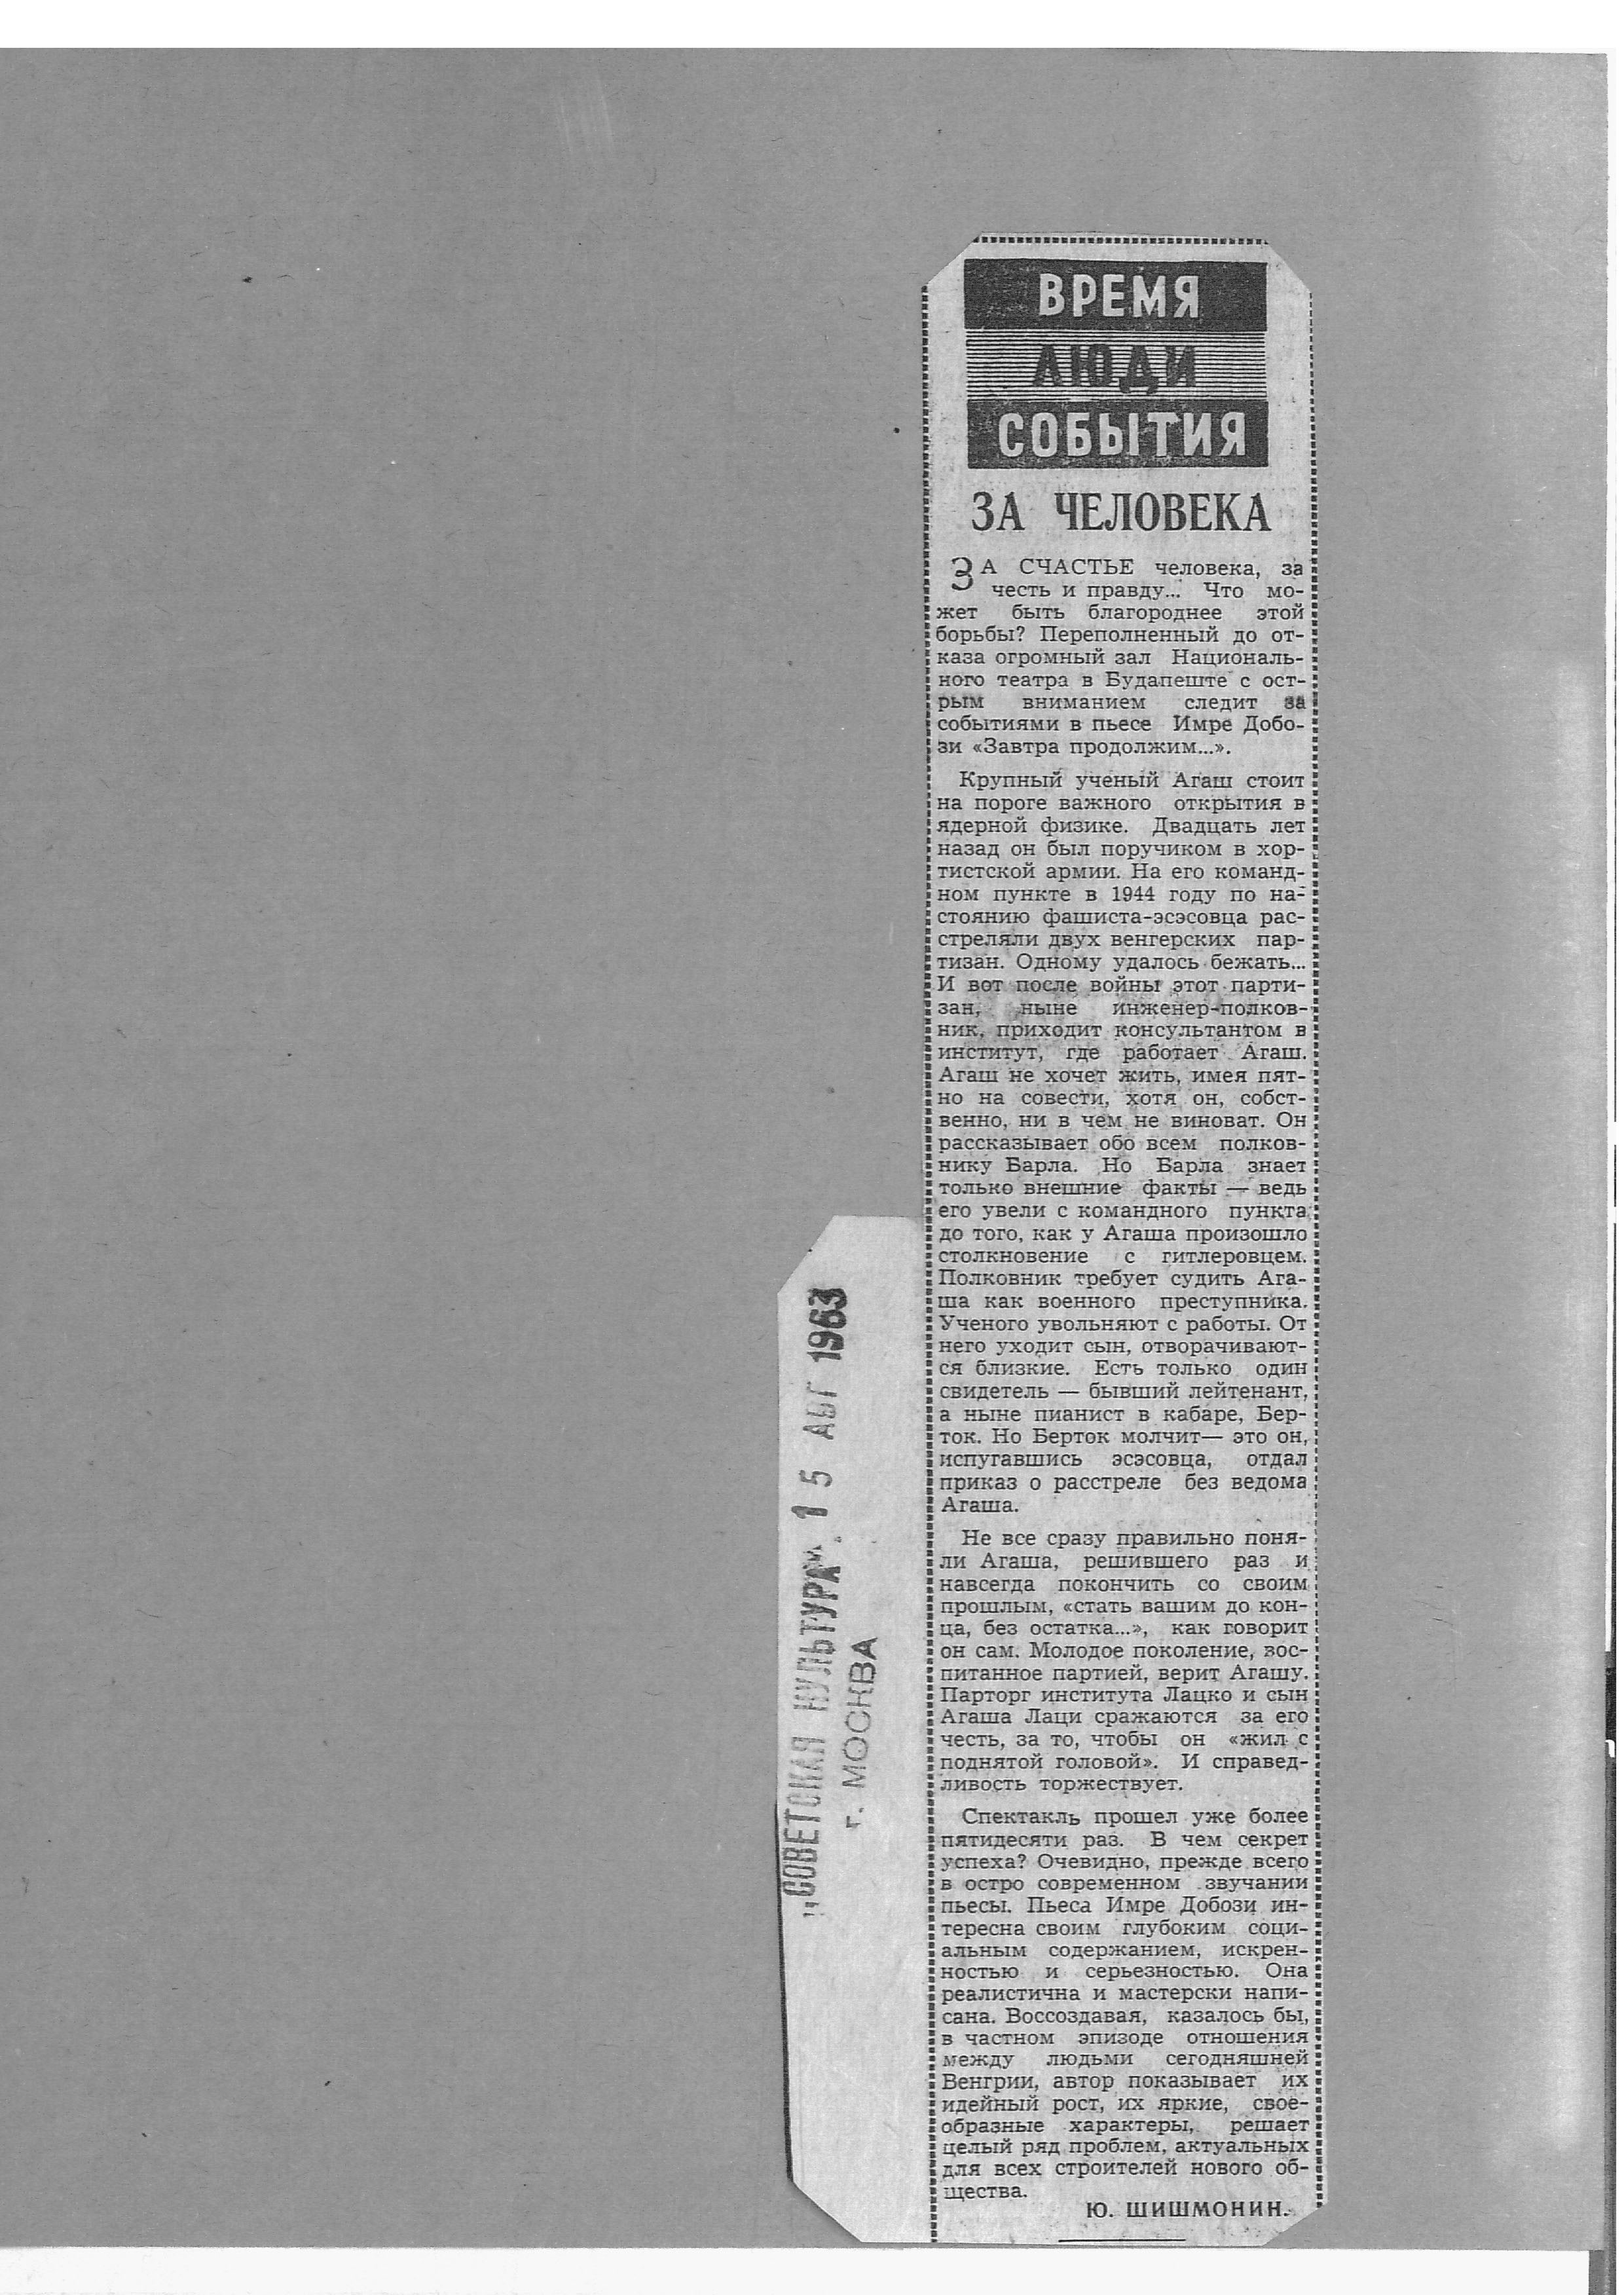 ВРЕМЯ
ЛЮДИ
СОБЫТИЯ
ЗА ЧЕЛОВЕКА
ЗА СЧАСТЬЕ человека, за
честь и правду... Что мо-
жет быть благороднее этой
борьбы? Переполненный до от-
каза огромный зал Националь-
ного театра в Будапеште с ост-
рым вниманием следит за
событиями в пьесе Имре Добо-
зи «Завтра продолжим...».
Крупный ученый Агаш стоит
на пороге важного открытия в
ядерной физике. Двадцать лет
назад он был поручиком в хор-
тистской армии. На его команд-
ном пункте в 1944 году по на-
стоянию фашиста-эсэсовца рас-
стреляли двух венгерских пар-
тизан. Одному удалось бежать...
И вот после войны этот парти-
зан, ныне инженер-полков-
ник, приходит консультантом в
институт, где работает Агаш.
Агаш не хочет жить, имея пят-
но на совести, хотя он, собст-
венно, ни в чем не виноват. Он
рассказывает обо всем полков-
нику Барла. Но Барла знает
только внешние факты — ведь
его увели с командного пункта
до того, как у Агаша произошло
столкновение с гитлеровцем.
Полковник требует судить Ага-
ша как военного преступника.
Ученого увольняют с работы. От
него уходит сын, отворачивают-
ся близкие. Есть только один
свидетель — бывший лейтенант,
а ныне пианист в кабаре, Бер-
ток. Но Берток молчит— это он,
испугавшись эсэсовца, отдал
приказ о расстреле без ведома
Агаша.
Не все сразу правильно поня-
ли Агаша, решившего раз и
навсегда покончить со своим
прошлым, «стать вашим до кон-
ца, без остатка...», как говорит
он сам. Молодое поколение, вос-
питанное партией, верит Агашу.
Парторг института Лацко и сын
Агаша Лаци сражаются за его
честь, за то, чтобы он «жил с
поднятой головой». И справед-
ливость торжествует.
Спектакль прошел уже более
пятидесяти раз. В чем секрет
успеха? Очевидно, прежде всего
в остро современном звучании
пьесы. Пьеса Имре Добози ин-
тересна своим глубоким соци-
альным содержанием, искрен-
ностью и серьезностью. Она
реалистична и мастерски напи-
сана. Воссоздавая, казалось бы,
в частном эпизоде отношения
между людьми сегодняшней
Венгрии, автор показывает их
идейный рост, их яркие, свое-
образные характеры, решает
целый ряд проблем, актуальных
для всех строителей нового об-
щества.
Ю. ШИШМОНИН.
„СОВЕТСКАЯ КУЛЬТУРА" 15 АВГ 1963
г. МОСКВА